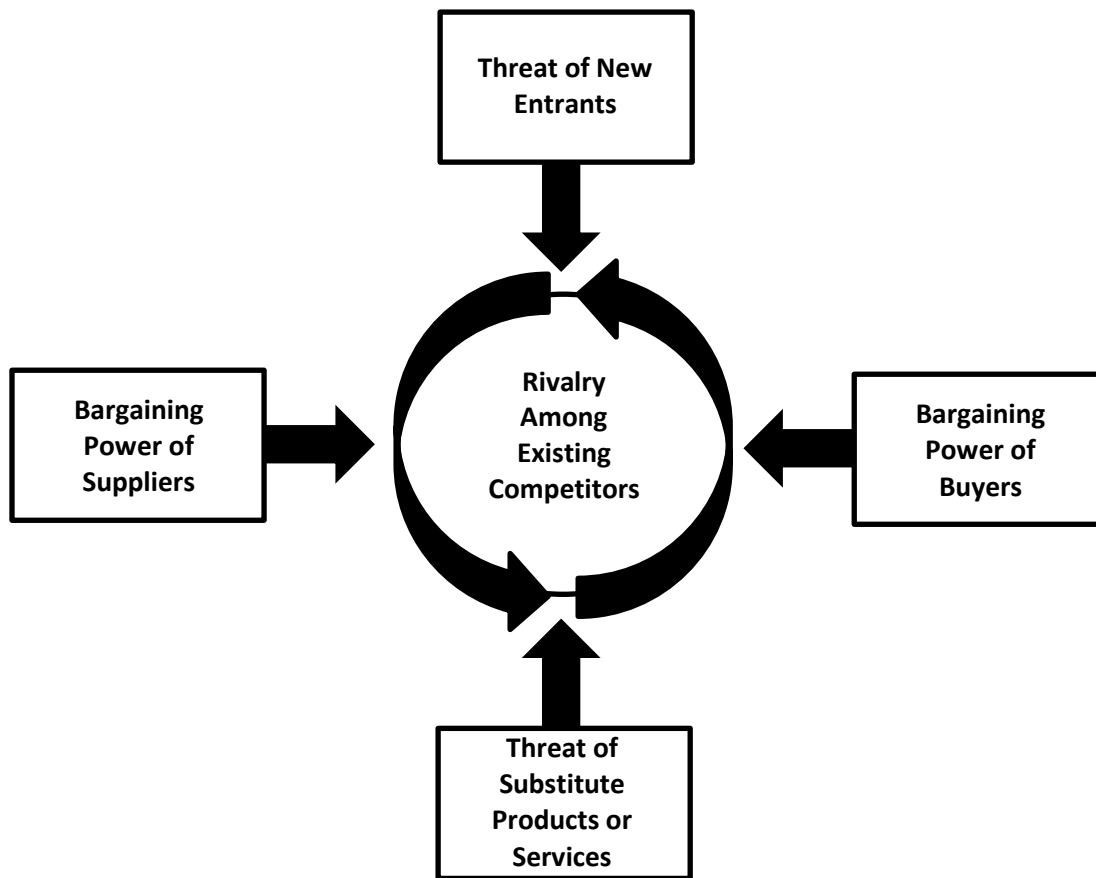 Threat of New
Entrants
Bargaining
Power of
Suppliers
Rivalry
Among
Existing
Competitors
Bargaining
Power of
Buyers
Threat of
Substitute
Products or
Services